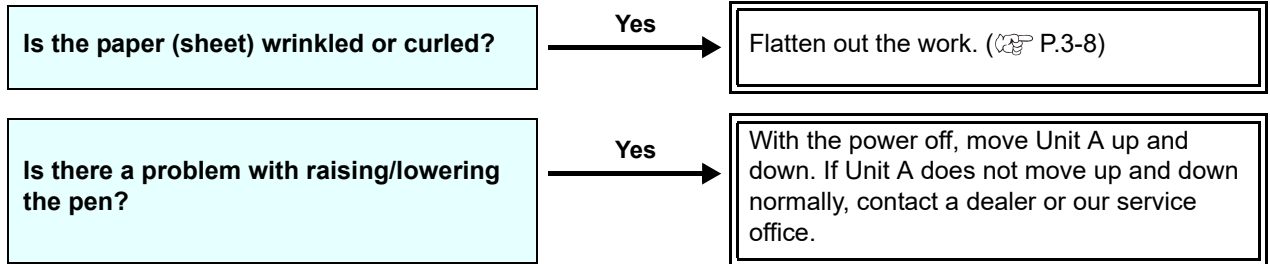 Is the paper (sheet) wrinkled or curled?
Yes
Flatten out the work. (☞ P.3-8)
Is there a problem with raising/lowering
the pen?
Yes
With the power off, move Unit A up and
down. If Unit A does not move up and down
normally, contact a dealer or our service
office.